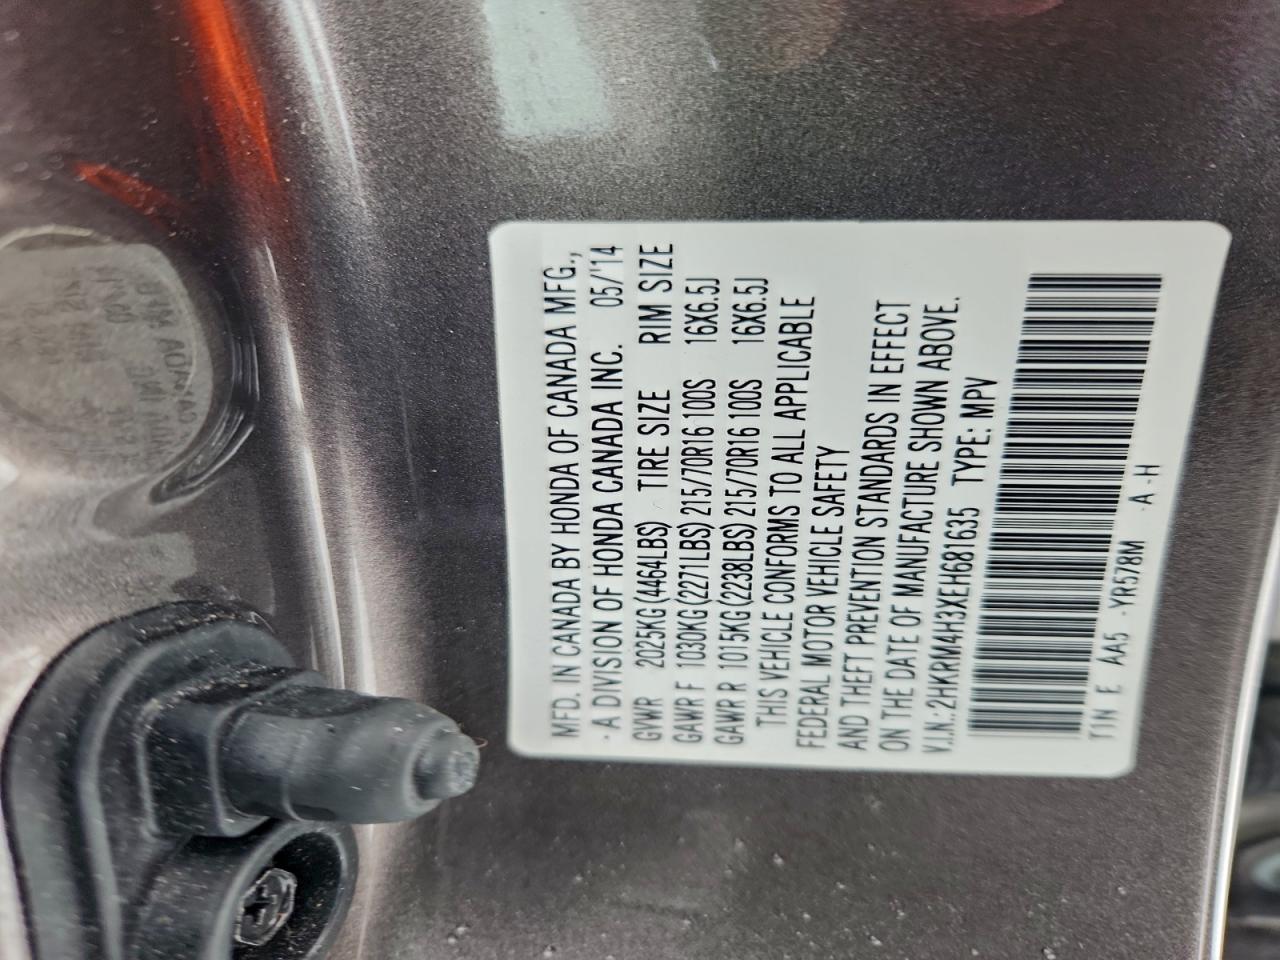 MFD. IN CANADA BY HONDA OF CANADA MFG.,
- A DIVISION OF HONDA CANADA INC. 05/'14
GVWR 2025KG (4464LBS) TIRE SIZE RIM SIZE
GAWR F 1030KG (2271LBS) 215/70R16 100S 16X6.5J
GAWR R 1015KG (2238LBS) 215/70R16 100S 16X6.5J
THIS VEHICLE CONFORMS TO ALL APPLICABLE
FEDERAL MOTOR VEHICLE SAFETY
AND THEFT PREVENTION STANDARDS IN EFFECT
ON THE DATE OF MANUFACTURE SHOWN ABOVE.
V.I.N.: 2HKRM4H3XEH681635 TYPE: MPV
TIN E AA5 -YR578M -A-H